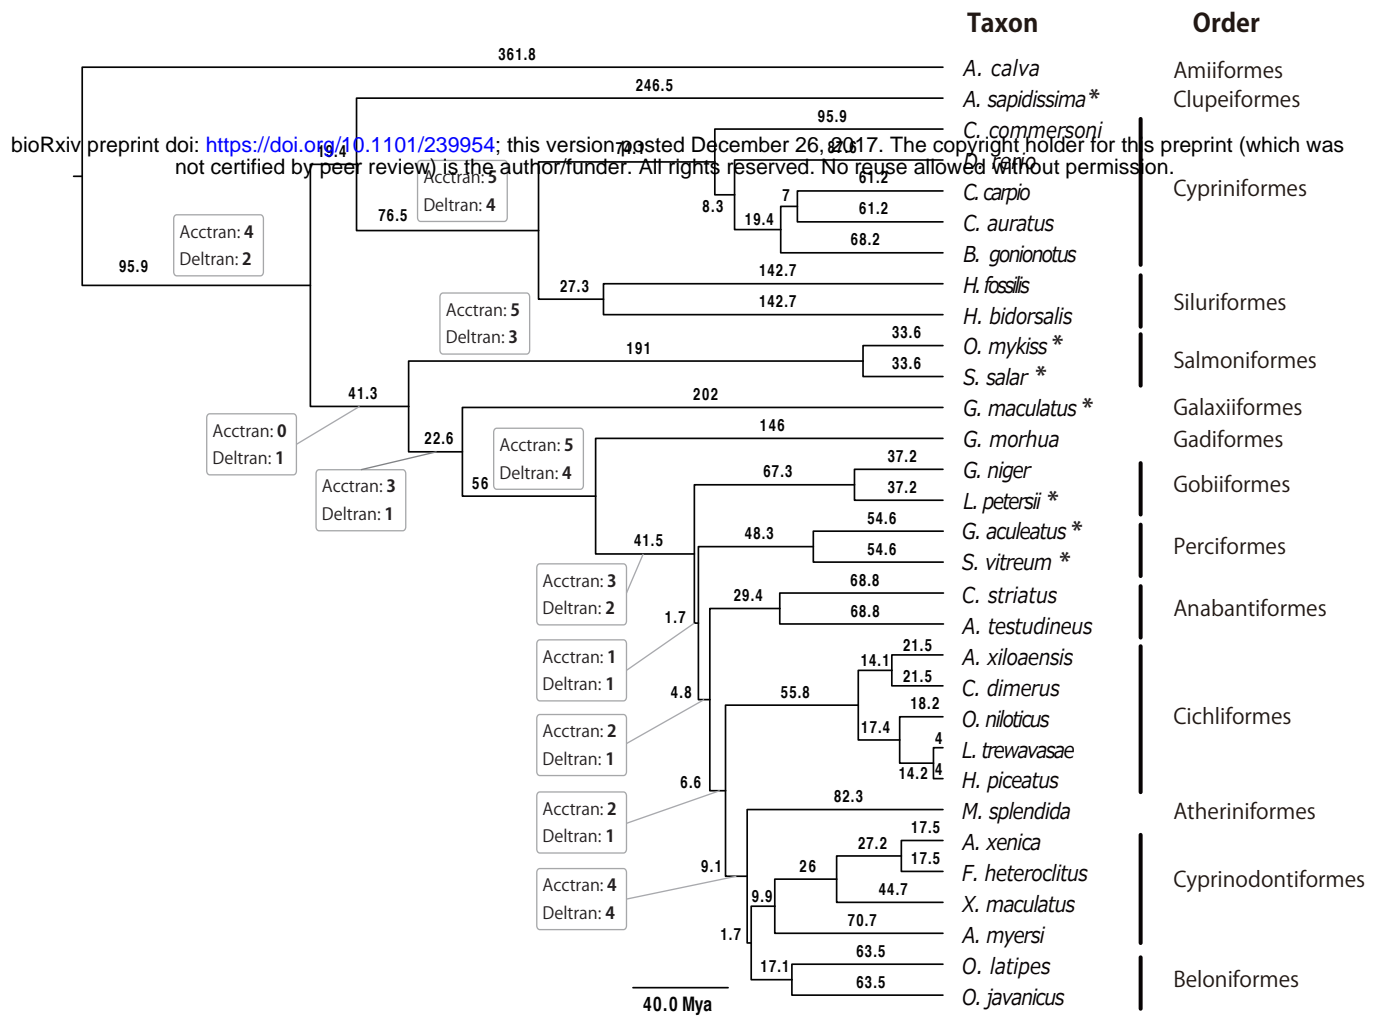 Taxon Order
361.8
A. calva Amiiformes
246.5
A. sapidissima * Clupeiformes
95.9
C. commersoni
bioRxiv preprint doi: https://doi.org/10.1101/239954; this version posted December 26, 2017. The copyright holder for this preprint (which was
not certified by peer review) is the author/funder. All rights reserved. No reuse allowed without permission.
19.4 74.1 82.6
D. rerio
Acctran: 5
Deltran: 4
61.2
7
C. carpio
Cypriniformes
76.5 8.3 19.4 61.2
C. auratus
Acctran: 4
Deltran: 2
68.2
B. gonionotus
95.9
142.7
27.3
H. fossilis
Siluriformes
142.7
H. bidorsalis
Acctran: 5
Deltran: 3
33.6
191
O. mykiss *
Salmoniformes
33.6
S. salar *
41.3 202
G. maculatus * Galaxiiformes
Acctran: 0
Deltran: 1
22.6 146
G. morhua Gadiformes
Acctran: 5
Deltran: 4
37.2
67.3
G. niger
Gobiiformes
56 37.2
L. petersii *
Acctran: 3
Deltran: 1
54.6
41.5 48.3
G. aculeatus *
Perciformes
54.6
S. vitreum *
Acctran: 3
Deltran: 2
68.8
29.4
C. striatus
Anabantiformes
1.7 68.8
A. testudineus
Acctran: 1
Deltran: 1
21.5
14.1
A. xiloaensis
21.5
C. dimerus
4.8 55.8 18.2
O. niloticus
Cichliformes
17.4
4
L. trewavasae
Acctran: 2
Deltran: 1
14.2 4
H. piceatus
6.6 82.3
M. splendida Atheriniformes
Acctran: 2
Deltran: 1
17.5
27.2
A. xenica
17.5
F. heteroclitus
Cyprinodontiformes
9.1 26
44.7
X. maculatus
Acctran: 4
Deltran: 4
9.9
70.7
A. myersi
1.7 63.5
17.1
O. latipes
Beloniformes
63.5
O. javanicus
40.0 Mya